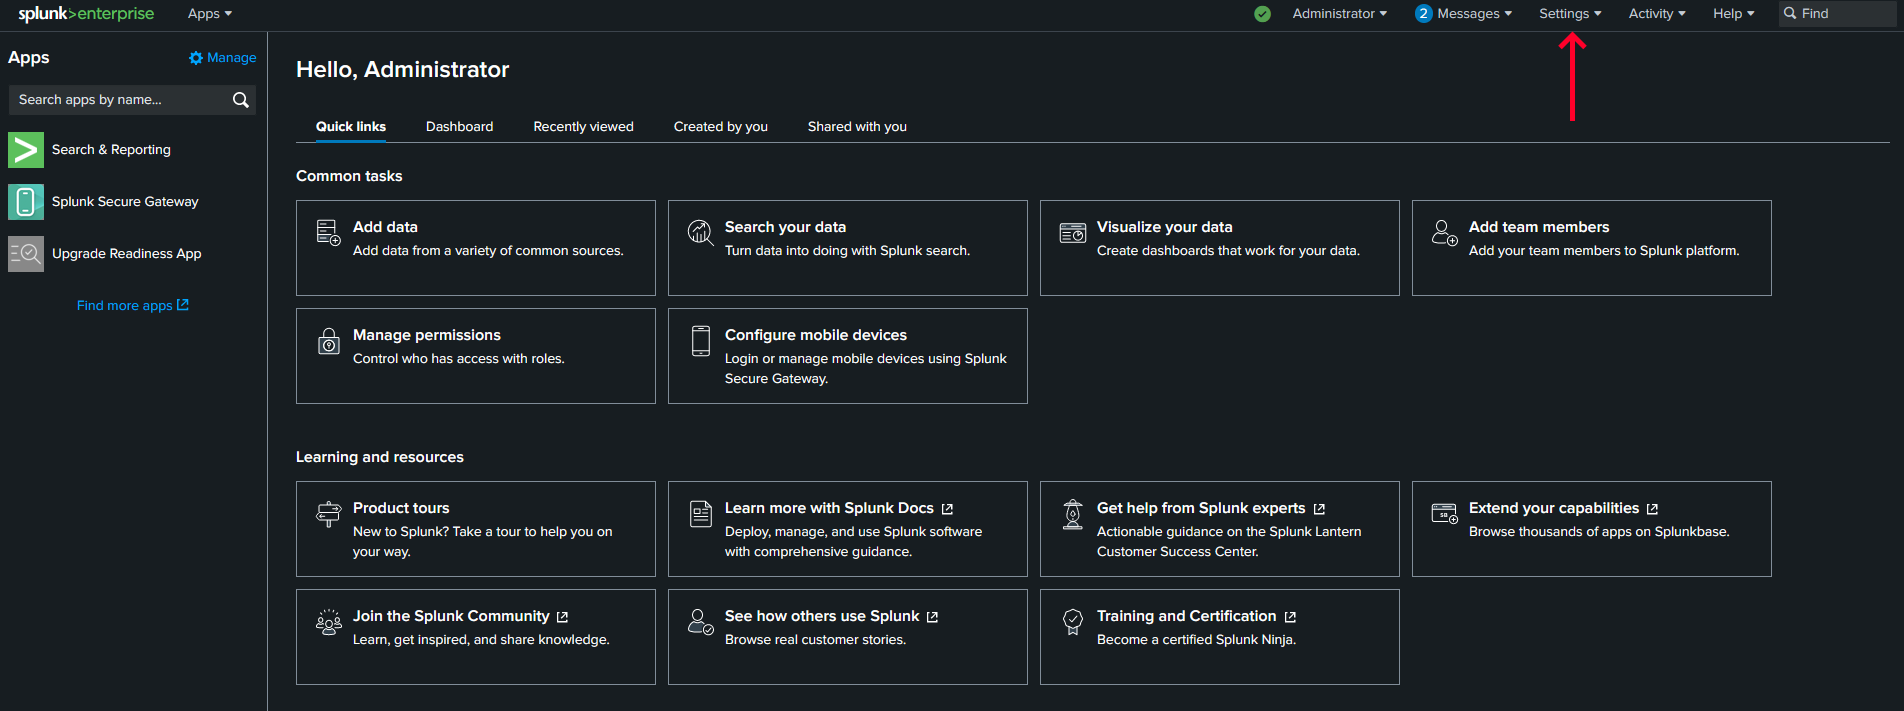 splunk>enterprise Apps Administrator 2 Messages Settings Activity Help Find
Apps Manage
Search apps by name...
Search & Reporting
Splunk Secure Gateway
Upgrade Readiness App
Find more apps
Hello, Administrator
Quick links Dashboard Recently viewed Created by you Shared with you
Common tasks
Add data
Add data from a variety of common sources.
Search your data
Turn data into doing with Splunk search.
Visualize your data
Create dashboards that work for your data.
Add team members
Add your team members to Splunk platform.
Manage permissions
Control who has access with roles.
Configure mobile devices
Login or manage mobile devices using Splunk
Secure Gateway.
Learning and resources
Product tours
New to Splunk? Take a tour to help you on
your way.
Learn more with Splunk Docs
Deploy, manage, and use Splunk software
with comprehensive guidance.
Get help from Splunk experts
Actionable guidance on the Splunk Lantern
Customer Success Center.
Extend your capabilities
Browse thousands of apps on Splunkbase.
Join the Splunk Community
Learn, get inspired, and share knowledge.
See how others use Splunk
Browse real customer stories.
Training and Certification
Become a certified Splunk Ninja.